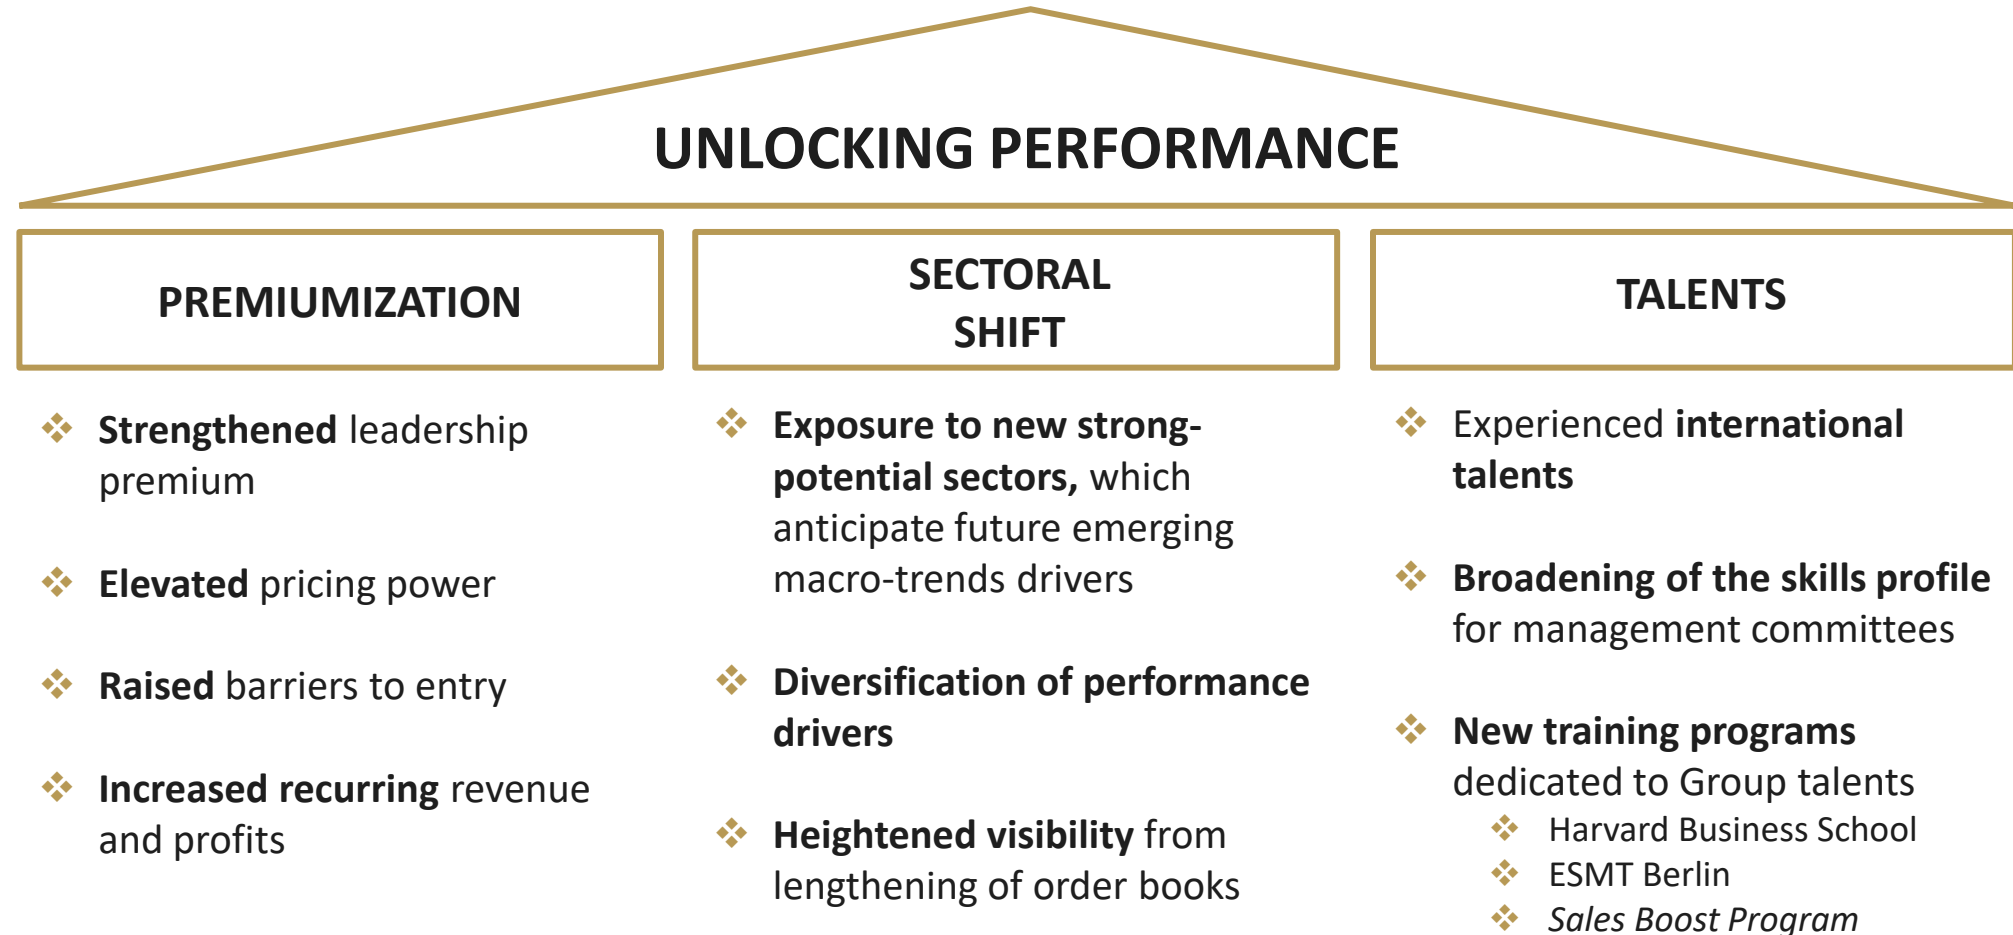 UNLOCKING PERFORMANCE
PREMIUMIZATION
Strengthened leadership
premium
Elevated pricing power
Raised barriers to entry
Increased recurring revenue
and profits
SECTORAL
SHIFT
Exposure to new strong-
potential sectors, which
anticipate future emerging
macro-trends drivers
Diversification of performance
drivers
Heightened visibility from
lengthening of order books
TALENTS
Experienced international
talents
Broadening of the skills profile
for management committees
New training programs
dedicated to Group talents
Harvard Business School
ESMT Berlin
Sales Boost Program